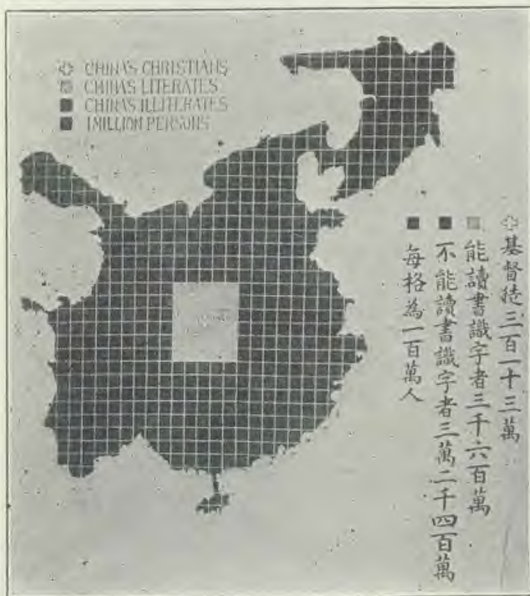 CHINA'S CHRISTIANS
CHINA'S LITERATES
CHINA'S ILLITERATES
1 MILLION PERSONS
基督徒三百一十三萬
能讀書識字者三千六百萬
不能讀書識字者三萬二千四百萬
每格為一百萬人